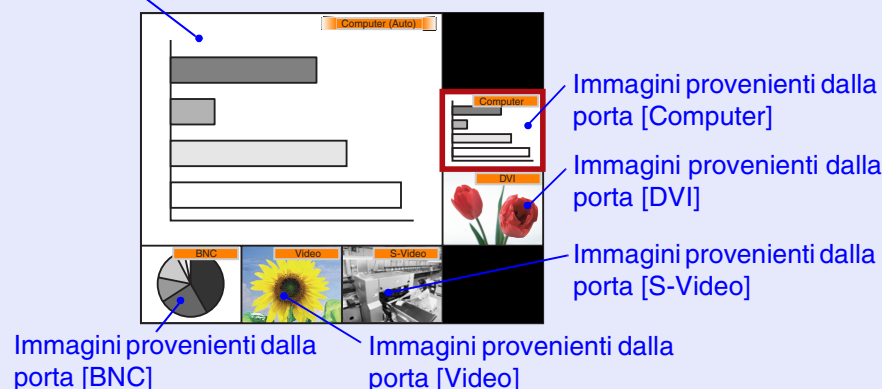 Computer (Auto)
Computer
Immagini provenienti dalla
porta [Computer]
DVI
Immagini provenienti dalla
porta [DVI]
BNC
Video
S-Video
Immagini provenienti dalla
porta [S-Video]
Immagini provenienti dalla
porta [BNC]
Immagini provenienti dalla
porta [Video]